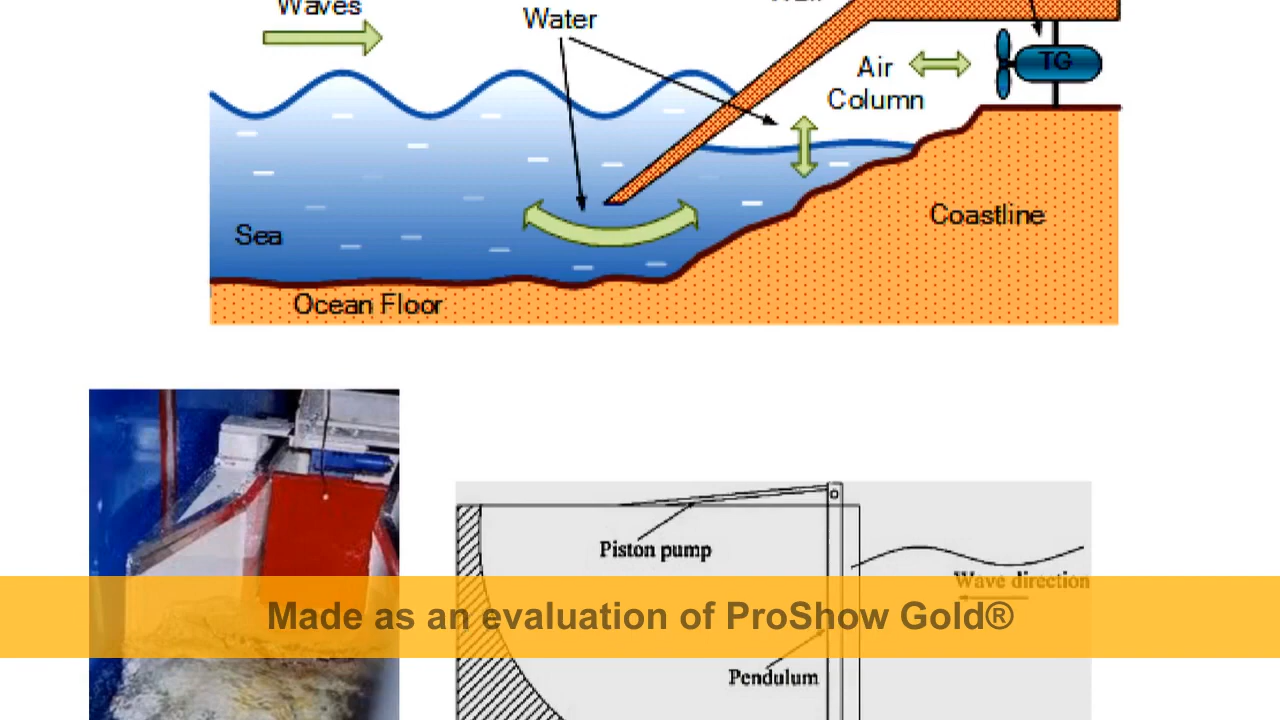 Waves
Water
Wall
TG
Air
Column
Coastline
Sea
Ocean Floor
Piston pump
Wave direction
Made as an evaluation of ProShow Gold®
Pendulum